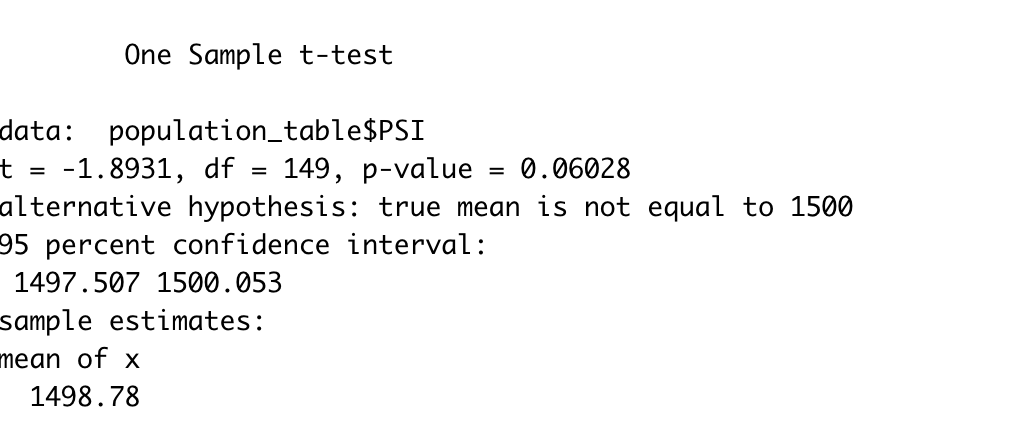 One Sample t-test
data:  population_table$PSI
t = -1.8931, df = 149, p-value = 0.06028
alternative hypothesis: true mean is not equal to 1500
95 percent confidence interval:
1497.507 1500.053
sample estimates:
mean of x
1498.78